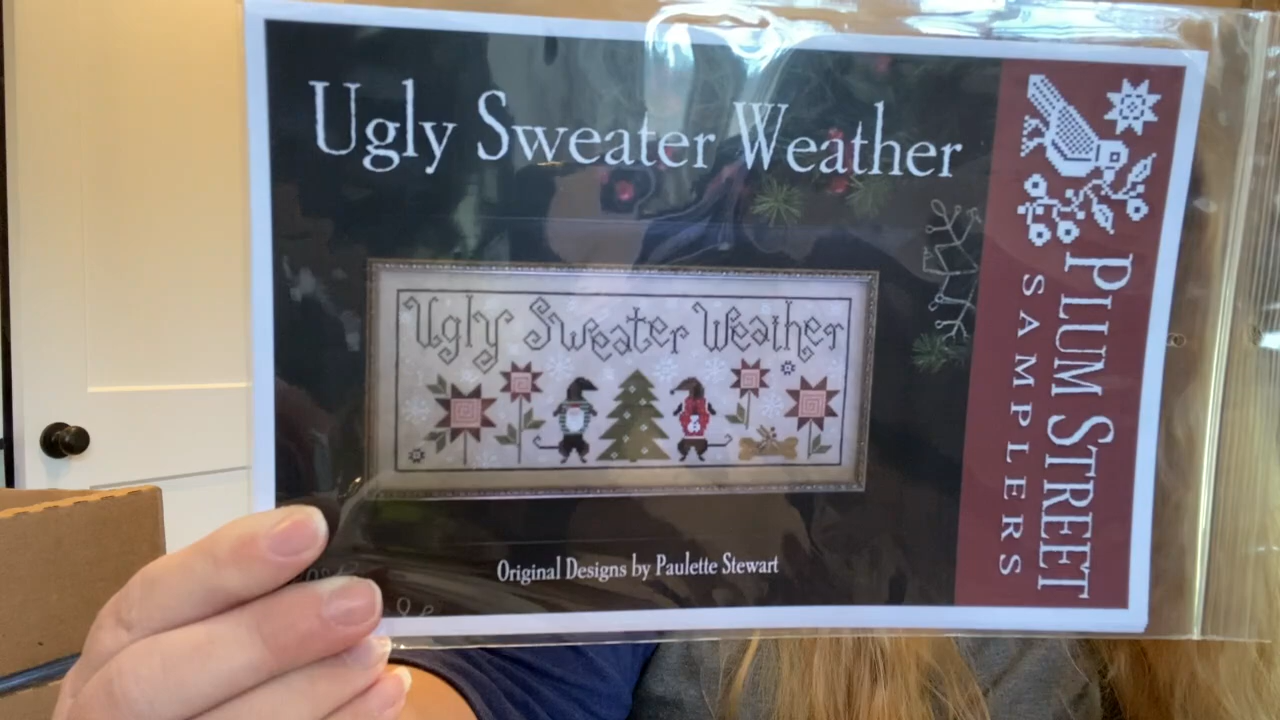 Ugly Sweater Weather
Ugly Sweater Weather
Original Designs by Paulette Stewart
PLUM STREET
SAMPLERS